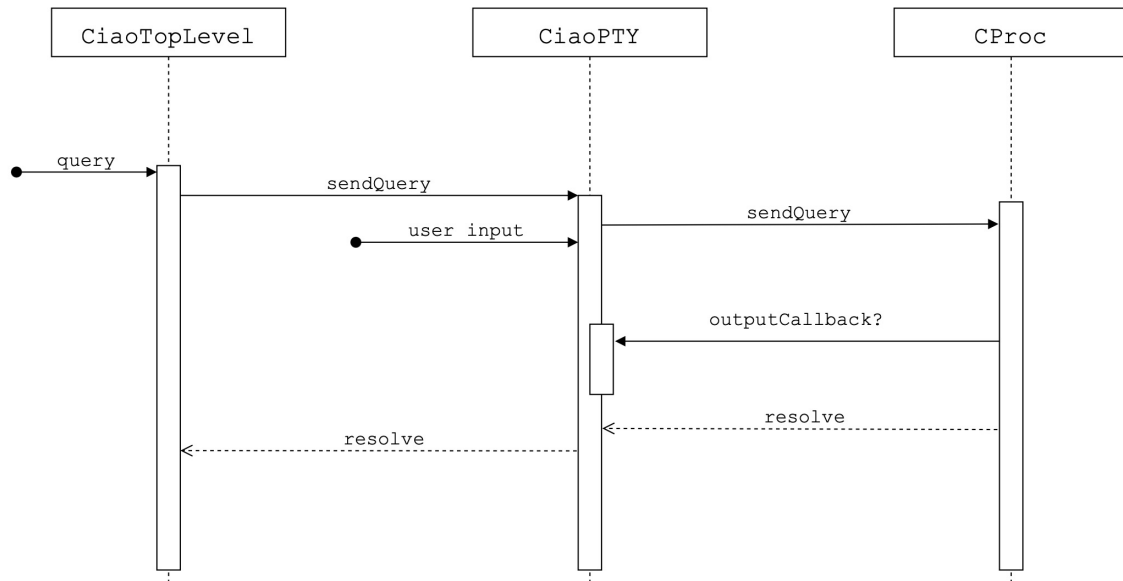 CiaoTopLevel
CiaoPTY
CProc
query
sendQuery
sendQuery
user input
outputCallback?
resolve
resolve